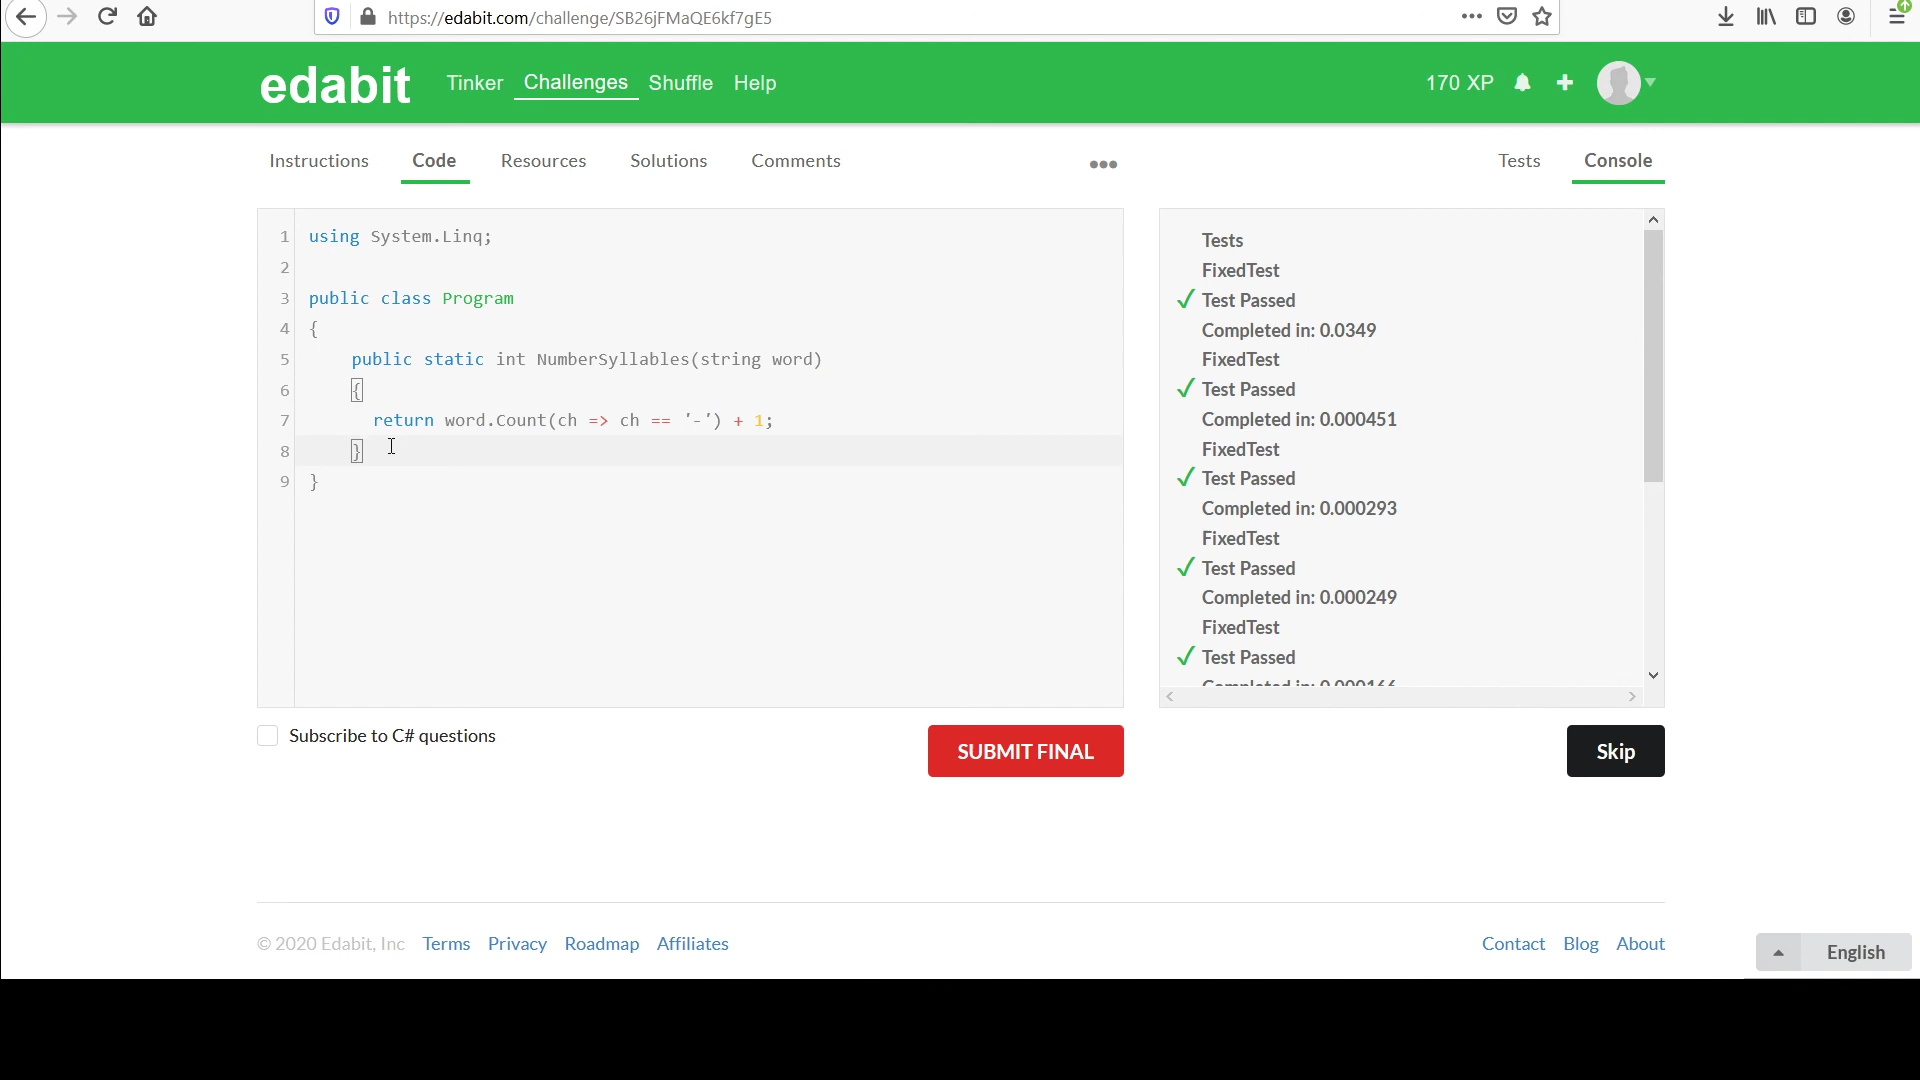 https://edabit.com/challenge/SB26jFMaQE6kf7gE5
edabit Tinker Challenges Shuffle Help 170 XP
Instructions Code Resources Solutions Comments Tests Console
1 using System.Linq;
2
3 public class Program
4 {
5 public static int NumberSyllables(string word)
6 {
7 return word.Count(ch => ch == '-') + 1;
8 }
9 }
Tests
FixedTest
Test Passed
Completed in: 0.0349
FixedTest
Test Passed
Completed in: 0.000451
FixedTest
Test Passed
Completed in: 0.000293
FixedTest
Test Passed
Completed in: 0.000249
FixedTest
Test Passed
Completed in: 0.000166
Subscribe to C# questions
SUBMIT FINAL
Skip
© 2020 Edabit, Inc Terms Privacy Roadmap Affiliates Contact Blog About
English